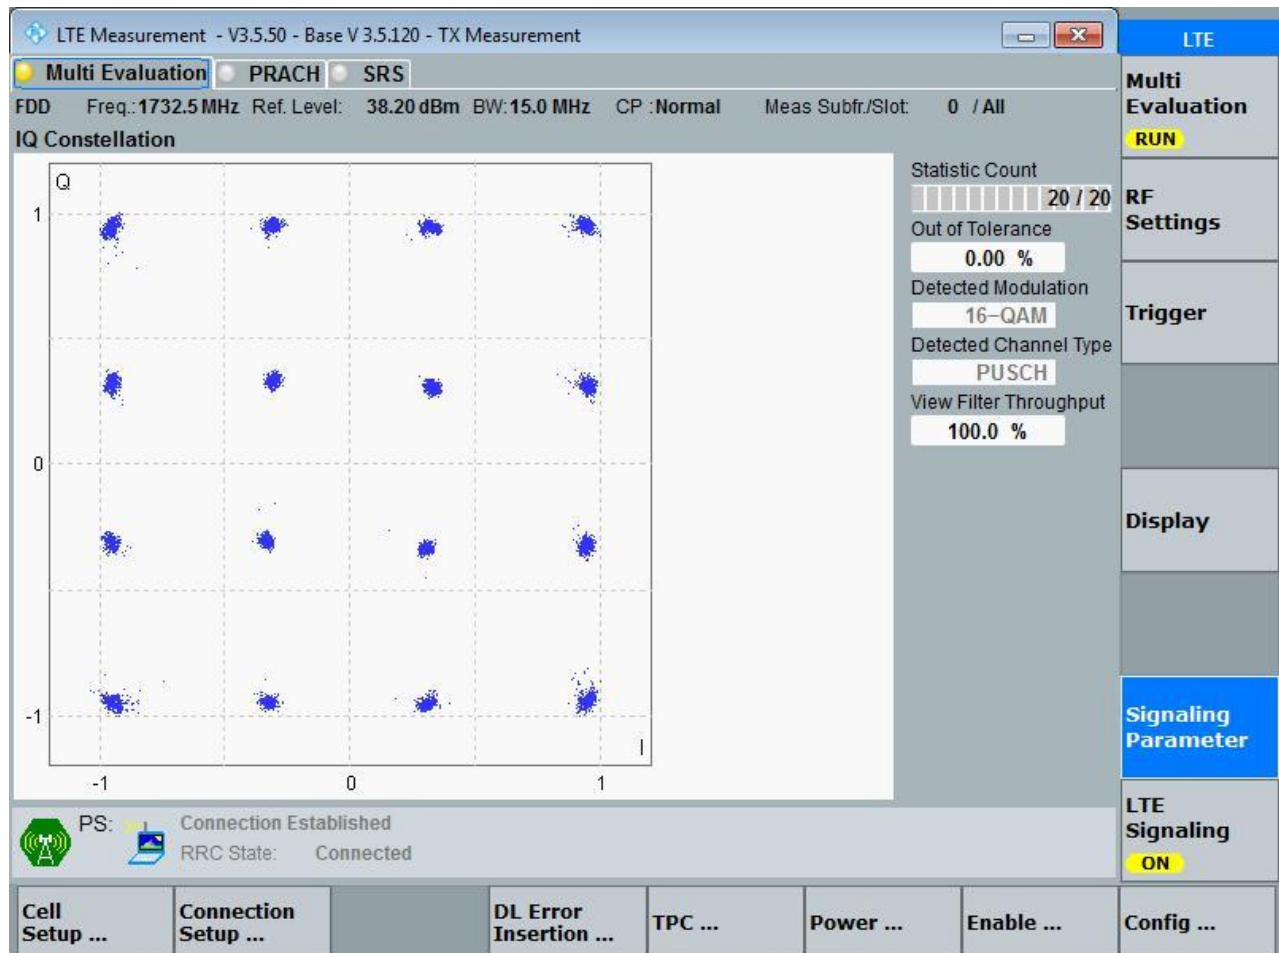 LTE Measurement - V3.5.50 - Base V 3.5.120 - TX Measurement
Multi Evaluation PRACH SRS
FDD Freq.: 1732.5 MHz Ref. Level: 38.20 dBm BW: 15.0 MHz CP : Normal Meas Subfr./Slot: 0 / All
IQ Constellation
Q
1
0
-1
-1 0 1
I
Statistic Count
20 / 20
Out of Tolerance
0.00 %
Detected Modulation
16-QAM
Detected Channel Type
PUSCH
View Filter Throughput
100.0 %
PS: Connection Established
RRC State: Connected
LTE
Multi
Evaluation
RUN
RF
Settings
Trigger
Display
Signaling
Parameter
LTE
Signaling
ON
Cell
Setup ...
Connection
Setup ...
DL Error
Insertion ...
TPC ...
Power ...
Enable ...
Config ...